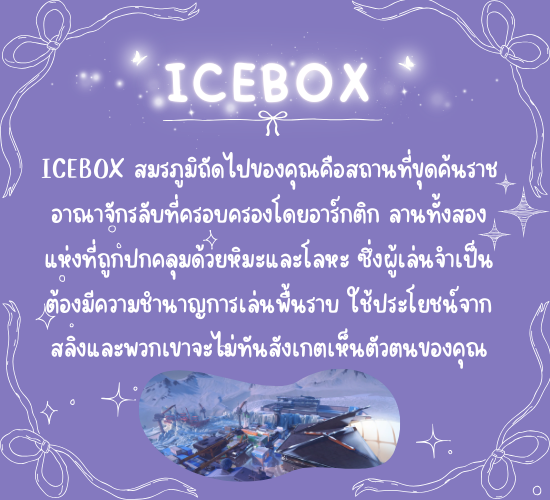 ICEBOX
ICEBOX สมรภูมิถัดไปของคุณคือสถานที่ขุดค้นราช
อาณาจักรลับที่ครอบครองโดยอาร์กติก ลานทั้งสอง
แห่งที่ถูกปกคลุมด้วยหิมะและโลหะ ซึ่งผู้เล่นจำเป็น
ต้องมีความชำนาญการเล่นพื้นราบ ใช้ประโยชน์จาก
สลิงและพวกเขาจะไม่ทันสังเกตเห็นตัวตนของคุณ